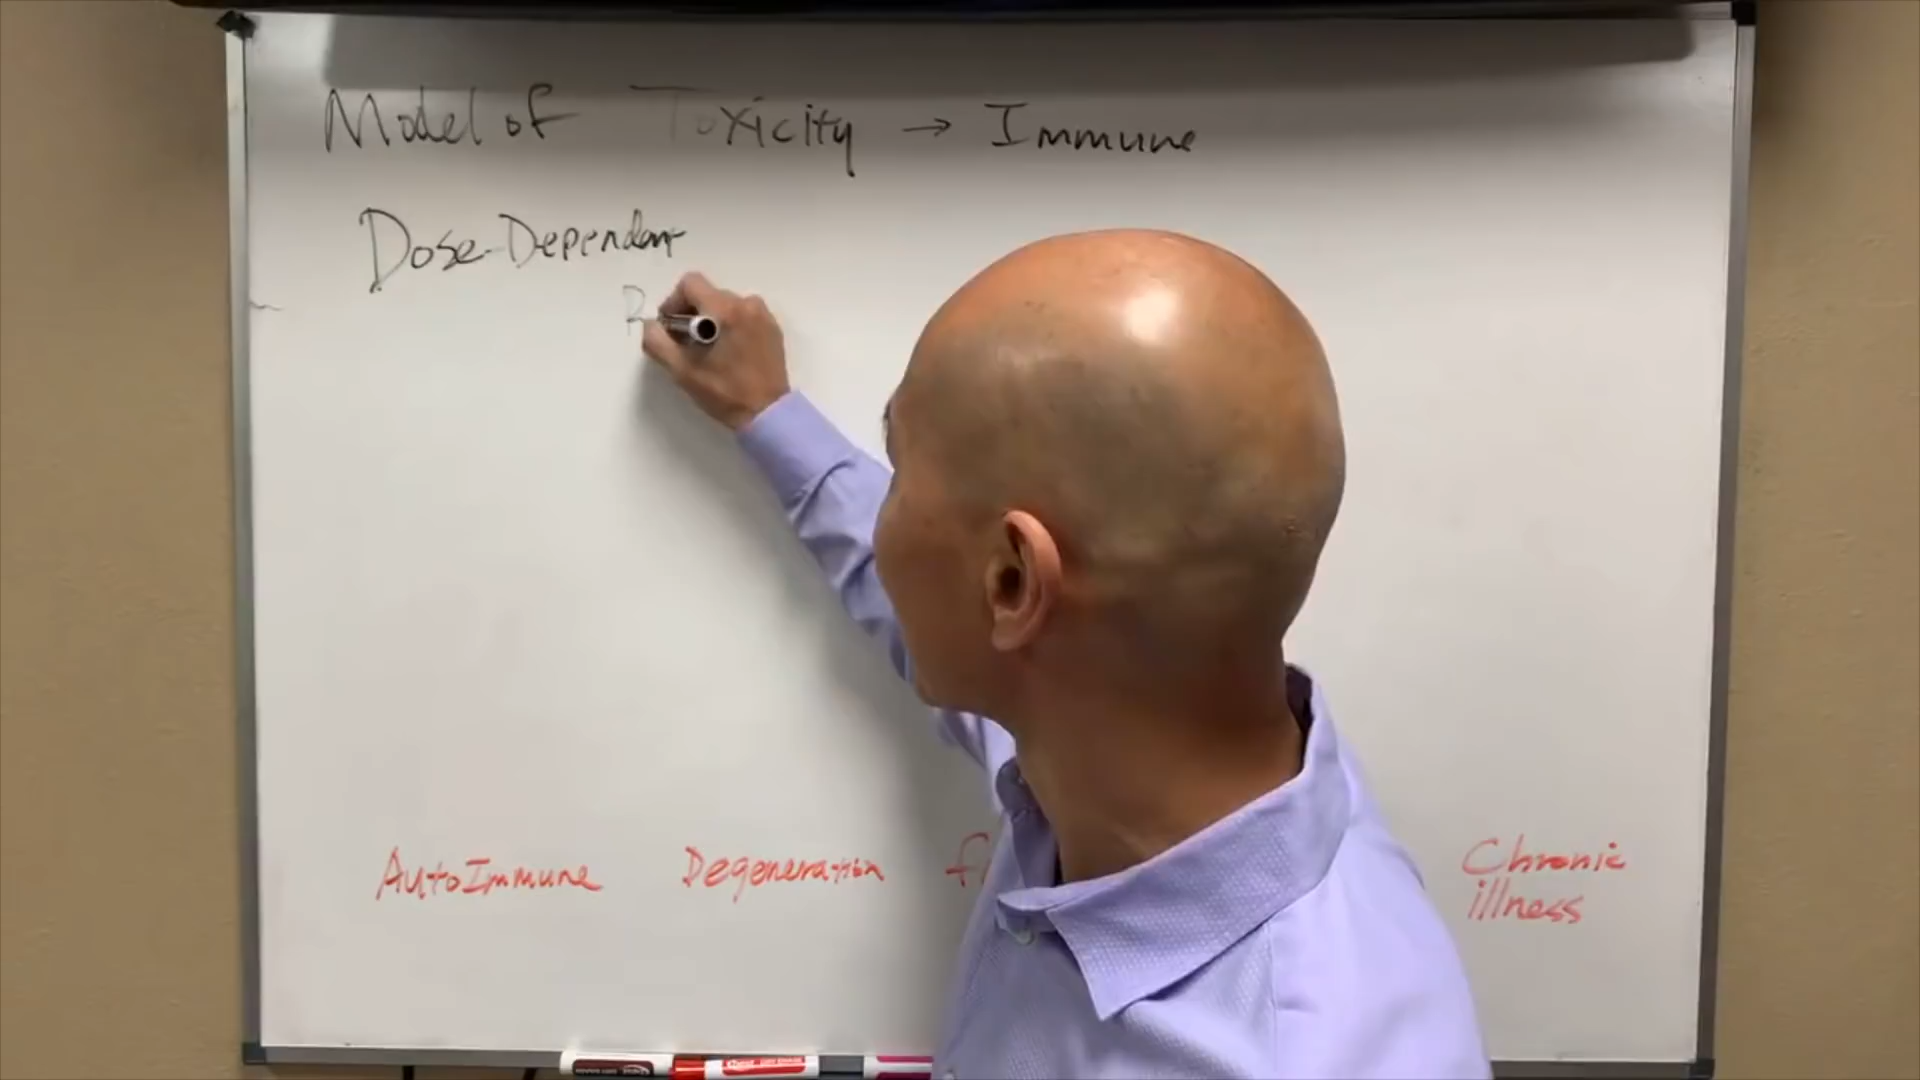 Model of Toxicity → Immune
Dose-Dependant
AutoImmune Degeneration Chronic
illness